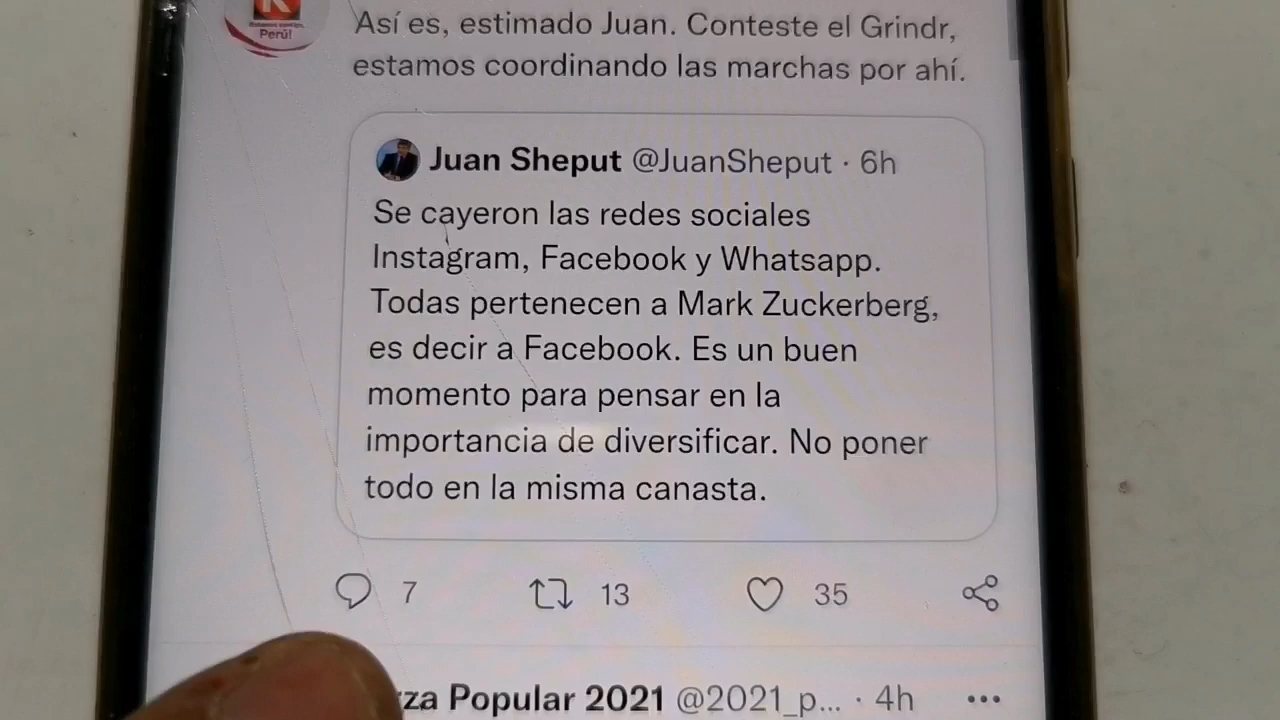 Perú!
Así es, estimado Juan. Conteste el Grindr,
estamos coordinando las marchas por ahí.
Juan Sheput @JuanSheput · 6h
Se cayeron las redes sociales
Instagram, Facebook y Whatsapp.
Todas pertenecen a Mark Zuckerberg,
es decir a Facebook. Es un buen
momento para pensar en la
importancia de diversificar. No poner
todo en la misma canasta.
7 13 35
Popular 2021 @2021_p... · 4h